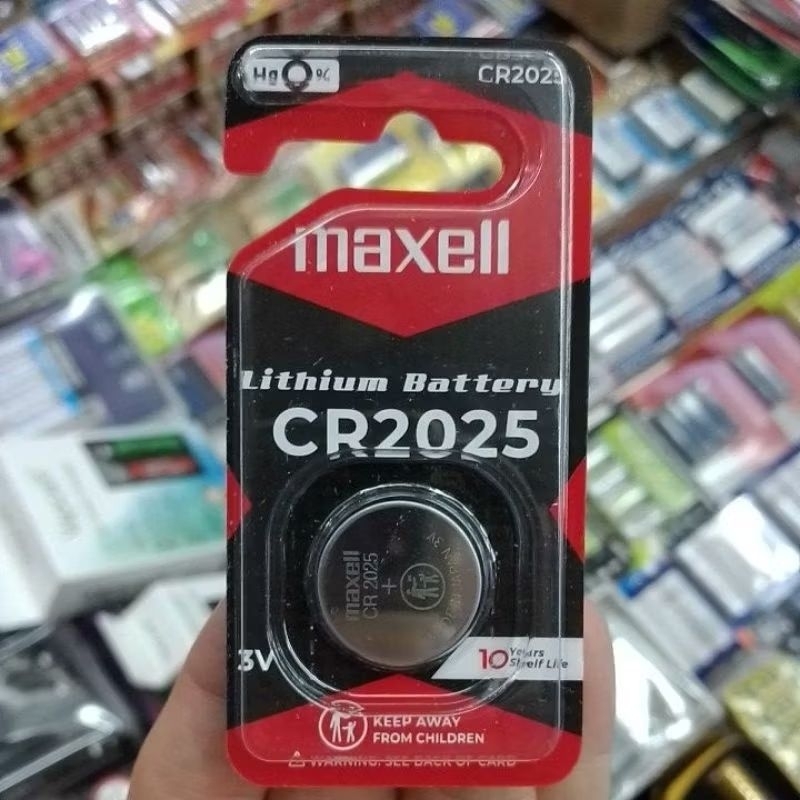 Hg 0%
CR2025
maxell
Lithium Battery
CR2025
maxell
CR 2025
+
3V
3V
10 Years
Shelf Life
KEEP AWAY
FROM CHILDREN
WARNING: SEE BACK OF CARD